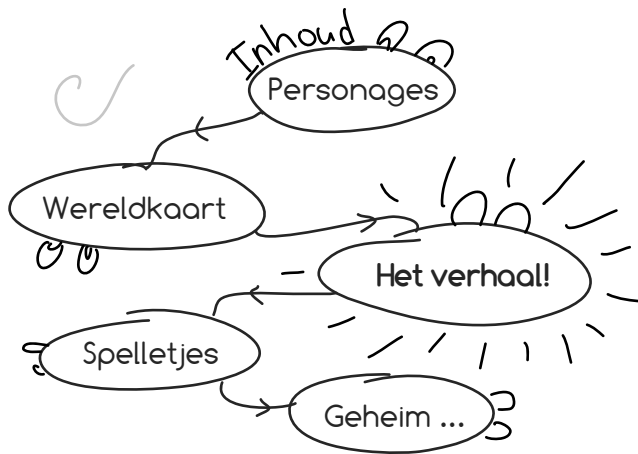 Inhoud
Personages
Wereldkaart
Het verhaal!
Spelletjes
Geheim ...